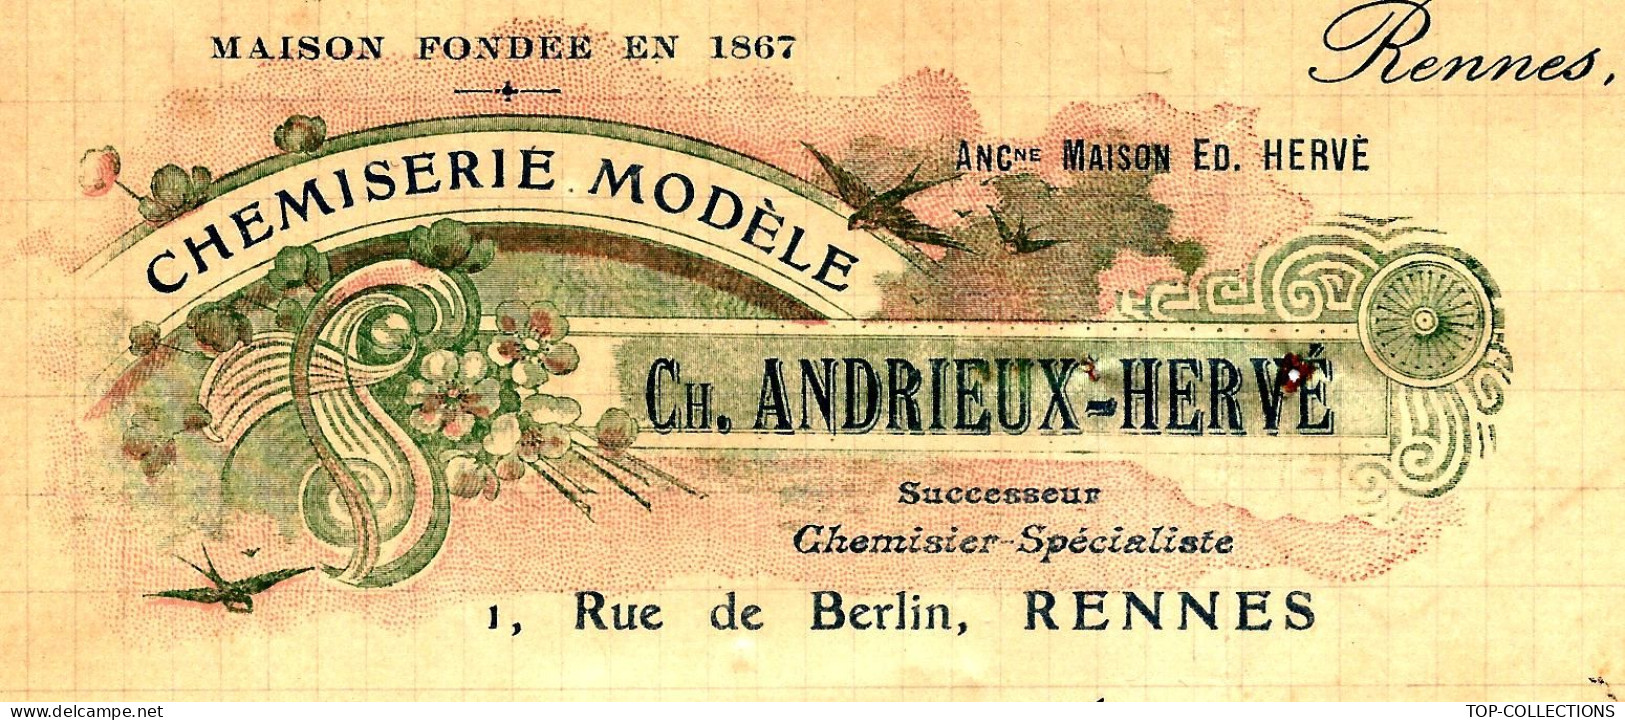 MAISON FONDEE EN 1867
Rennes,
ANCNE MAISON ED. HERVÉ
CHEMISERIE MODÈLE
CH. ANDRIEUX-HERVÉ
Successeur
Chemisier-Spécialiste
1, Rue de Berlin, RENNES
www.delcampe.net
TOP-COLLECTIONS